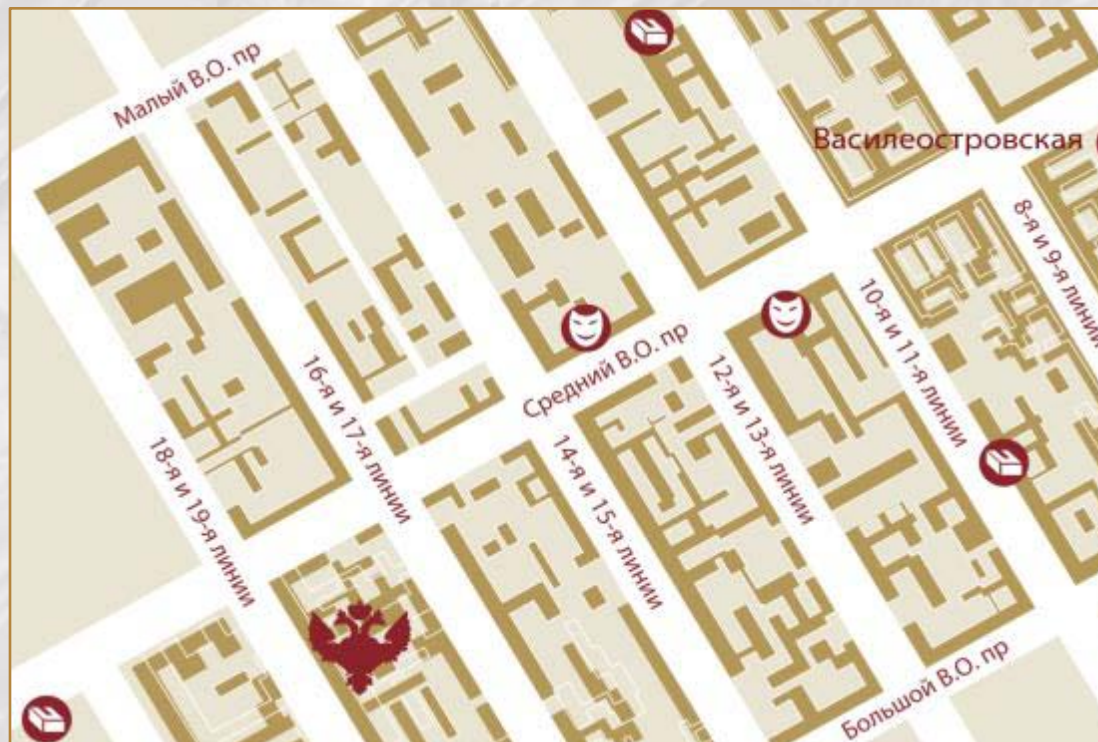 Малый В.О. пр
Василеостровская
8-я и 9-я линии
10-я и 11-я линии
Средний В.О. пр
12-я и 13-я линии
16-я и 17-я линии
14-я и 15-я линии
18-я и 19-я линии
Большой В.О. пр